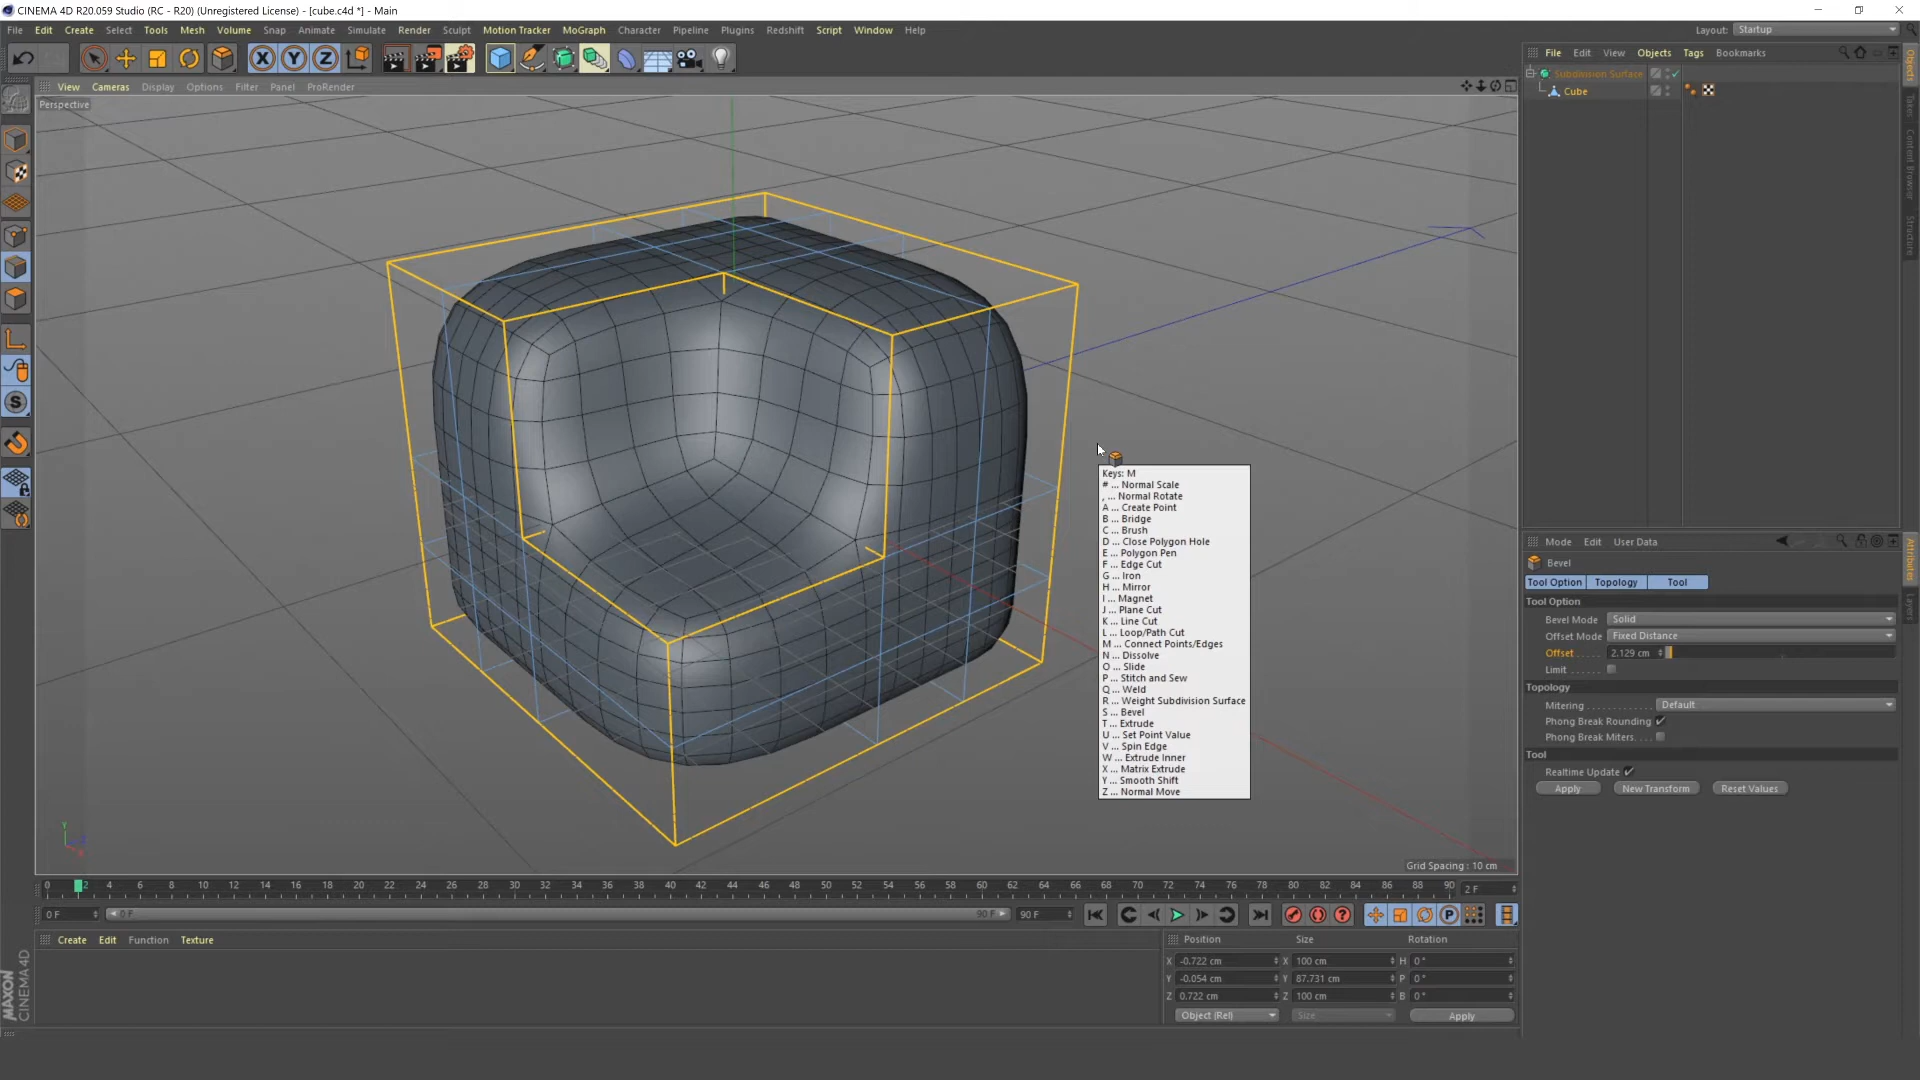 CINEMA 4D R20.059 Studio (RC - R20) (Unregistered License) - [cube.c4d *] - Main
File Edit Create Select Tools Mesh Volume Snap Animate Simulate Render Sculpt Motion Tracker MoGraph Character Pipeline Plugins Redshift Script Window Help
Layout: Startup
X Y Z
View Cameras Display Options Filter Panel ProRender
Perspective
File Edit View Objects Tags Bookmarks
Subdivision Surface
Cube
Objects
Takes
Content Browser
Structure
S
Keys: M
# ... Normal Scale
, ... Normal Rotate
A ... Create Point
B ... Bridge
C ... Brush
D ... Close Polygon Hole
E ... Polygon Pen
F ... Edge Cut
G ... Iron
H ... Mirror
I ... Magnet
J ... Plane Cut
K ... Line Cut
L ... Loop/Path Cut
M ... Connect Points/Edges
N ... Dissolve
O ... Slide
P ... Stitch and Sew
Q ... Weld
R ... Weight Subdivision Surface
S ... Bevel
T ... Extrude
U ... Set Point Value
V ... Spin Edge
W ... Extrude Inner
X ... Matrix Extrude
Y ... Smooth Shift
Z ... Normal Move
Mode Edit User Data
Attributes
Layers
Bevel
Tool Option Topology Tool
Tool Option
Bevel Mode Solid
Offset Mode Fixed Distance
Offset . . . . . 2.129 cm
Limit . . . . . .
Topology
Mitering . . . . . . . . . . . Default
Phong Break Rounding
Phong Break Miters. . . .
Tool
Realtime Update
Apply New Transform Reset Values
Y
Grid Spacing : 10 cm
0 2 4 6 8 10 12 14 16 18 20 22 24 26 28 30 32 34 36 38 40 42 44 46 48 50 52 54 56 58 60 62 64 66 68 70 72 74 76 78 80 82 84 86 88 90 2 F
0 F 0 F 90 F 90 F
P
Create Edit Function Texture
Position Size Rotation
X -0.722 cm X 100 cm H 0 °
Y -0.054 cm Y 87.731 cm P 0 °
Z 0.722 cm Z 100 cm B 0 °
Object (Rel) Size Apply
MAXON
CINEMA 4D